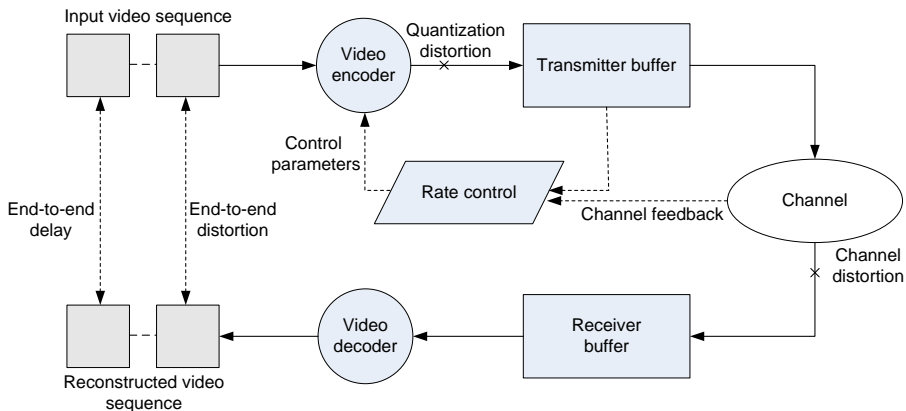 Input video sequence
Video
encoder
Quantization
distortion
Transmitter buffer
Control
parameters
Rate control
Channel feedback
Channel
End-to-end
delay
End-to-end
distortion
Channel
distortion
Video
decoder
Receiver
buffer
Reconstructed video
sequence